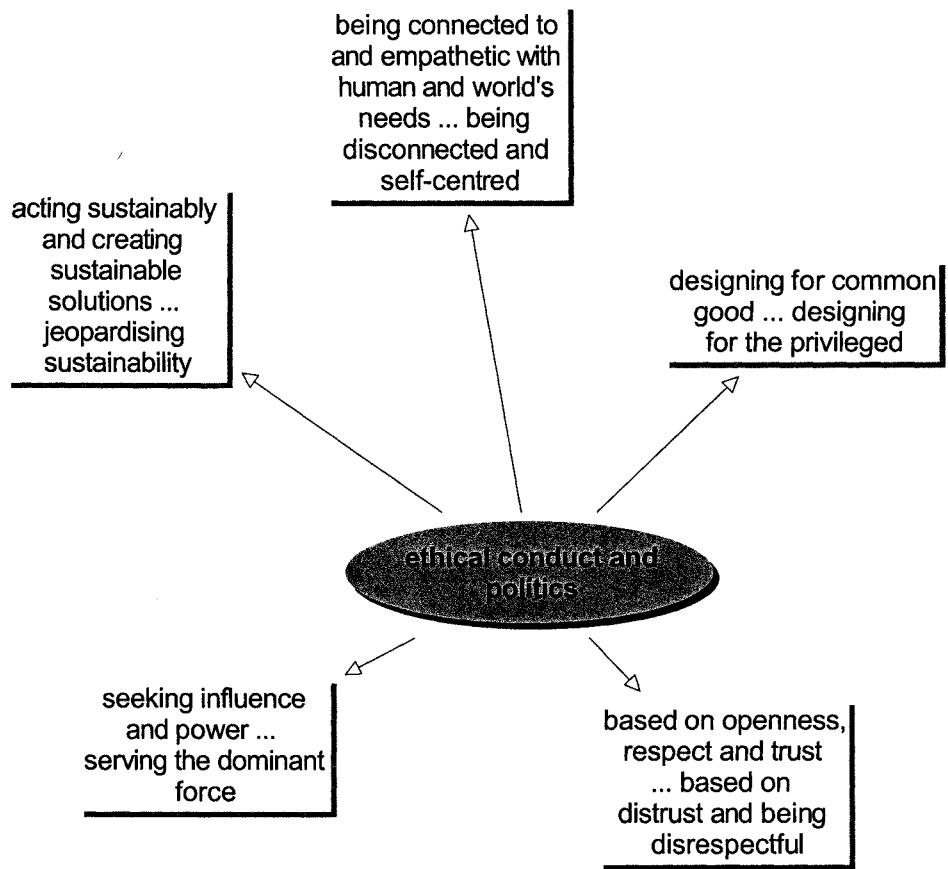 being connected to
and empathetic with
human and world's
needs ... being
disconnected and
self-centred
acting sustainably
and creating
sustainable
solutions ...
jeopardising
sustainability
designing for common
good ... designing
for the privileged
ethical conduct and
politics
seeking influence
and power ...
serving the dominant
force
based on openness,
respect and trust
... based on
distrust and being
disrespectful